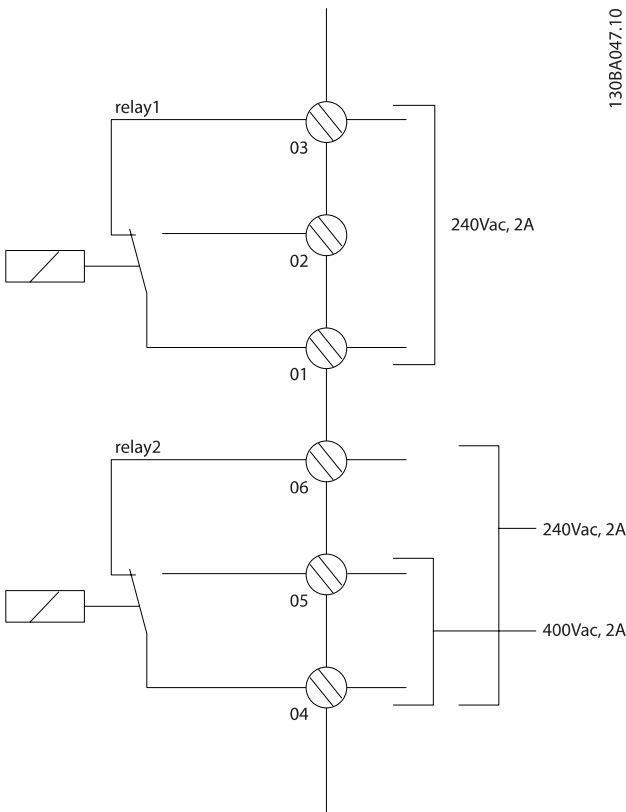 130BA047.10
relay1
03
240Vac, 2A
02
01
relay2
06
240Vac, 2A
05
400Vac, 2A
04